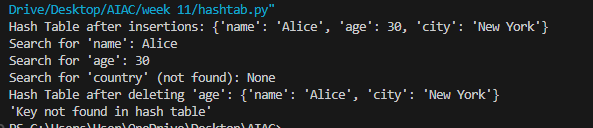 Drive/Desktop/AIAC/week 11/hashtab.py"
Hash Table after insertions: {'name': 'Alice', 'age': 30, 'city': 'New York'}
Search for 'name': Alice
Search for 'age': 30
Search for 'country' (not found): None
Hash Table after deleting 'age': {'name': 'Alice', 'city': 'New York'}
'Key not found in hash table'
PS C:\Users\User\OneDrive\Desktop\AIAC>